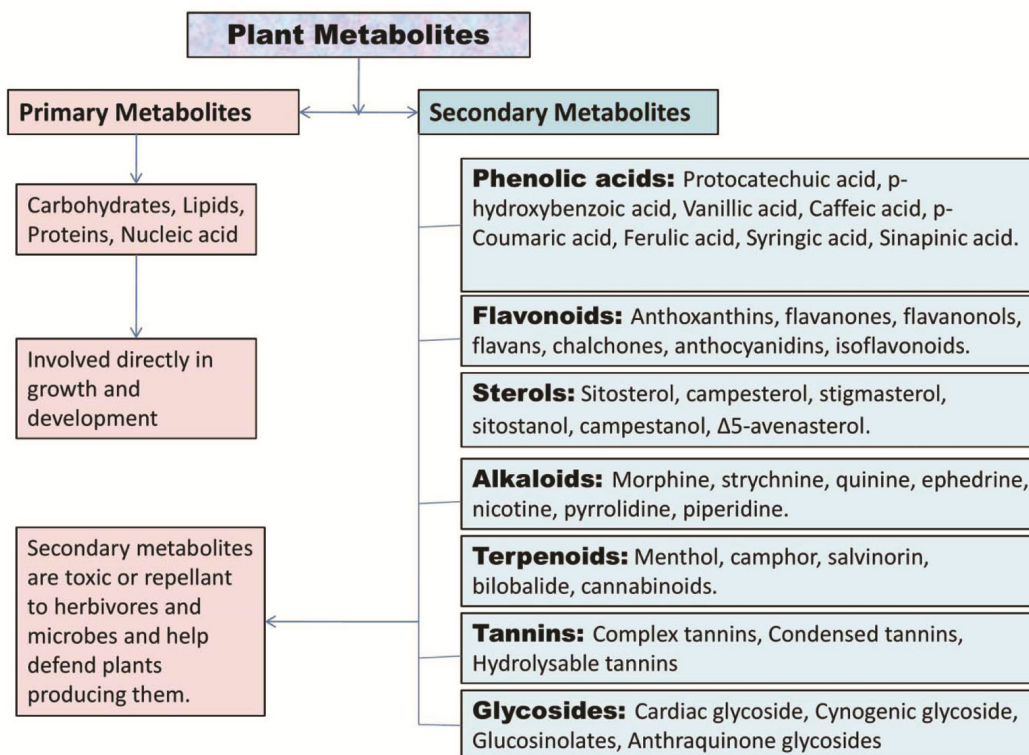 Plant Metabolites
Primary Metabolites
Secondary Metabolites
Carbohydrates, Lipids,
Proteins, Nucleic acid
Involved directly in
growth and
development
Secondary metabolites
are toxic or repellant
to herbivores and
microbes and help
defend plants
producing them.
Phenolic acids: Protocatechuic acid, p-
hydroxybenzoic acid, Vanillic acid, Caffeic acid, p-
Coumaric acid, Ferulic acid, Syringic acid, Sinapinic acid.
Flavonoids: Anthoxanthins, flavanones, flavanonols,
flavans, chalchones, anthocyanidins, isoflavonoids.
Sterols: Sitosterol, campesterol, stigmasterol,
sitostanol, campestanol, Δ5-avenasterol.
Alkaloids: Morphine, strychnine, quinine, ephedrine,
nicotine, pyrrolidine, piperidine.
Terpenoids: Menthol, camphor, salvinorin,
bilobalide, cannabinoids.
Tannins: Complex tannins, Condensed tannins,
Hydrolysable tannins
Glycosides: Cardiac glycoside, Cynogenic glycoside,
Glucosinolates, Anthraquinone glycosides